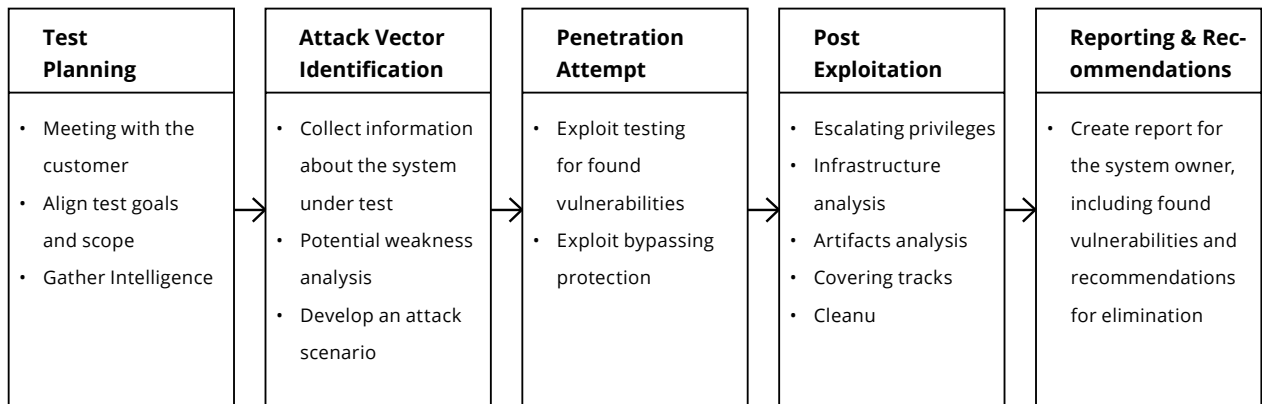 Test
Planning
• Meeting with the
customer
• Align test goals
and scope
• Gather Intelligence
Attack Vector
Identification
• Collect information
about the system
under test
• Potential weakness
analysis
• Develop an attack
scenario
Penetration
Attempt
• Exploit testing
for found
vulnerabilities
• Exploit bypassing
protection
Post
Exploitation
• Escalating privileges
• Infrastructure
analysis
• Artifacts analysis
• Covering tracks
• Cleanu
Reporting & Rec-
ommendations
• Create report for
the system owner,
including found
vulnerabilities and
recommendations
for elimination